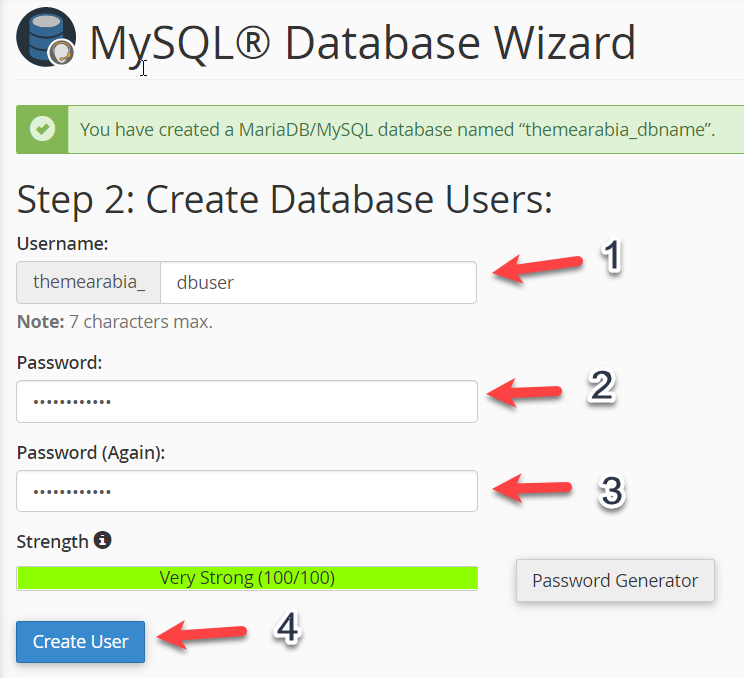 MySQL® Database Wizard
You have created a MariaDB/MySQL database named “themearabia_dbname”.
Step 2: Create Database Users:
Username:
1
themearabia_ dbuser
Note: 7 characters max.
Password:
2
••••••••••••
Password (Again):
3
••••••••••••
Strength
Very Strong (100/100)
Password Generator
Create User
4